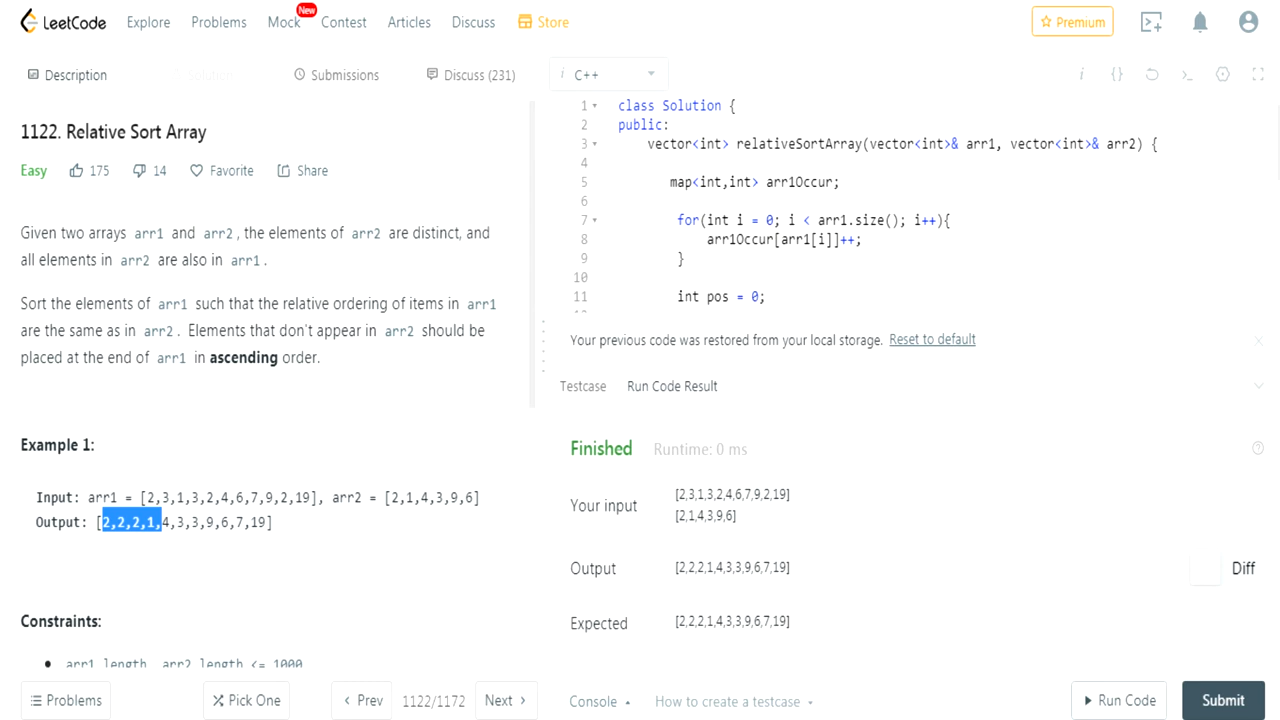 LeetCode Explore Problems Mock New Contest Articles Discuss Store Premium
Description Solution Submissions Discuss (231)
i C++
1122. Relative Sort Array
Easy 175 14 Favorite Share
Given two arrays arr1 and arr2, the elements of arr2 are distinct, and
all elements in arr2 are also in arr1.
Sort the elements of arr1 such that the relative ordering of items in arr1
are the same as in arr2. Elements that don't appear in arr2 should be
placed at the end of arr1 in ascending order.
Example 1:
Input: arr1 = [2,3,1,3,2,4,6,7,9,2,19], arr2 = [2,1,4,3,9,6]
Output: [2,2,2,1,4,3,3,9,6,7,19]
Constraints:
arr1.length, arr2.length <= 1000
Problems Pick One Prev 1122/1172 Next
1 class Solution {
2 public:
3 vector<int> relativeSortArray(vector<int>& arr1, vector<int>& arr2) {
4
5 map<int,int> arr1Occur;
6
7 for(int i = 0; i < arr1.size(); i++){
8 arr1Occur[arr1[i]]++;
9 }
10
11 int pos = 0;
Your previous code was restored from your local storage. Reset to default
Testcase Run Code Result
Finished Runtime: 0 ms
Your input
[2,3,1,3,2,4,6,7,9,2,19]
[2,1,4,3,9,6]
Output [2,2,2,1,4,3,3,9,6,7,19] Diff
Expected [2,2,2,1,4,3,3,9,6,7,19]
Console How to create a testcase Run Code Submit